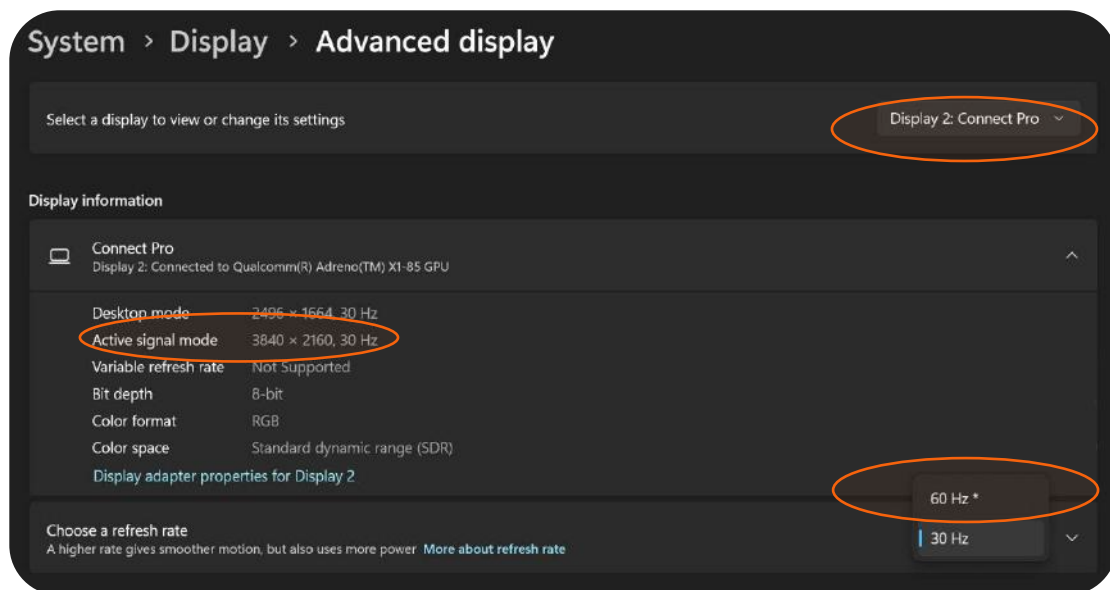 System > Display > Advanced display
Select a display to view or change its settings
Display 2: Connect Pro
Display information
Connect Pro
Display 2: Connected to Qualcomm(R) Adreno(TM) X1-85 GPU
Desktop mode 2496 × 1664, 30 Hz
Active signal mode 3840 × 2160, 30 Hz
Variable refresh rate Not Supported
Bit depth 8-bit
Color format RGB
Color space Standard dynamic range (SDR)
Display adapter properties for Display 2
60 Hz *
Choose a refresh rate
A higher rate gives smoother motion, but also uses more power More about refresh rate
30 Hz